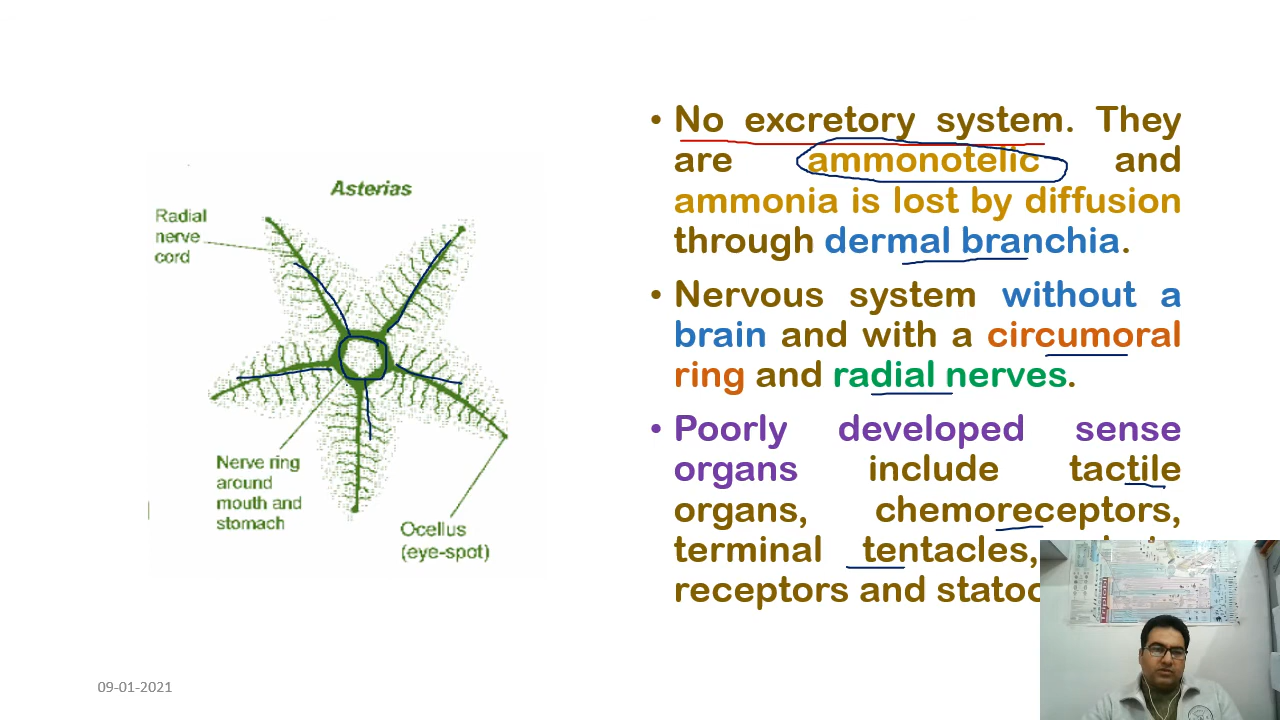 Asterias
Radial
nerve
cord
Nerve ring
around
mouth and
stomach
Ocellus
(eye-spot)
• No excretory system. They
are ammonotelic and
ammonia is lost by diffusion
through dermal branchia.
• Nervous system without a
brain and with a circumoral
ring and radial nerves.
• Poorly developed sense
organs include tactile
organs, chemoreceptors,
terminal tentacles,
receptors and
09-01-2021